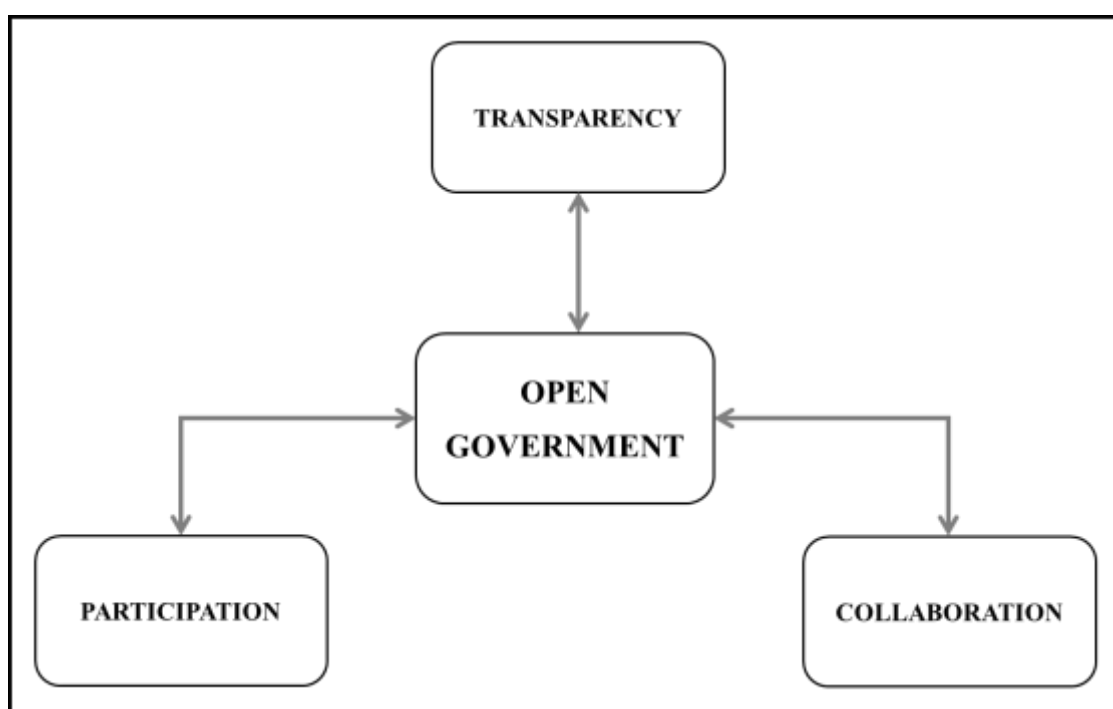 TRANSPARENCY
OPEN
GOVERNMENT
PARTICIPATION
COLLABORATION